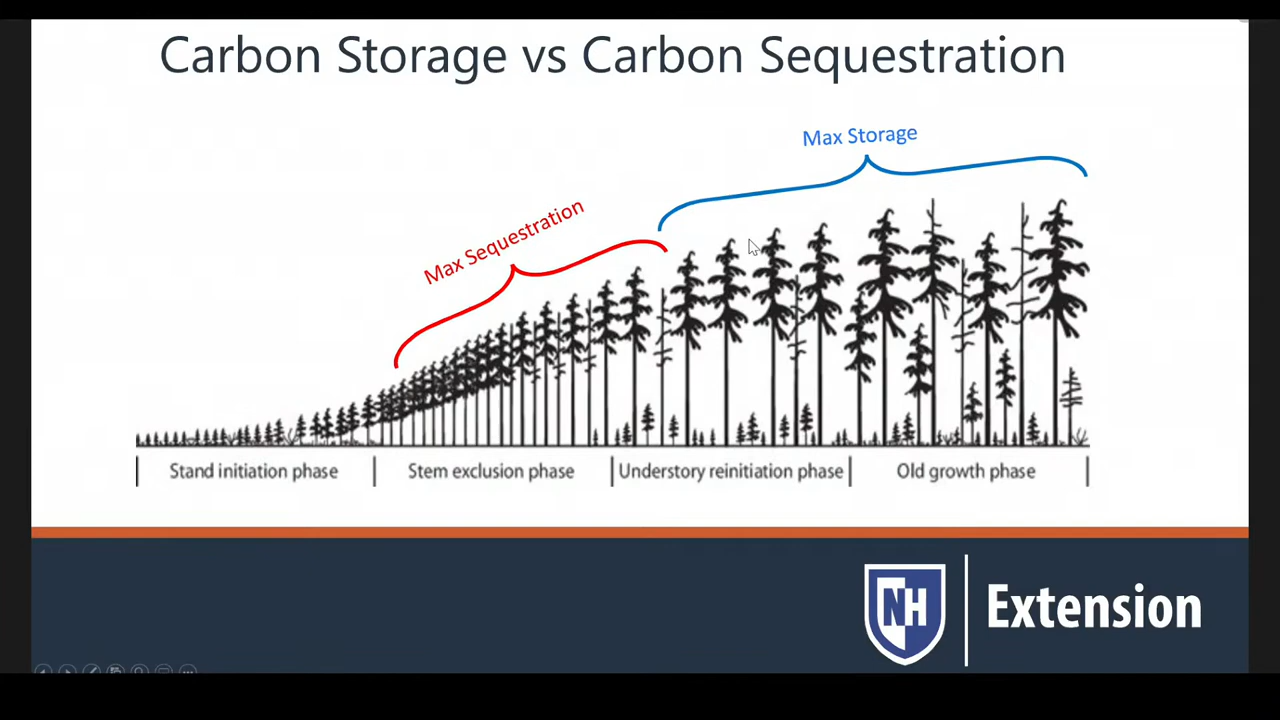 Carbon Storage vs Carbon Sequestration
Max Storage
Max Sequestration
Stand initiation phase
Stem exclusion phase
Understory reinitiation phase
Old growth phase
NH
Extension